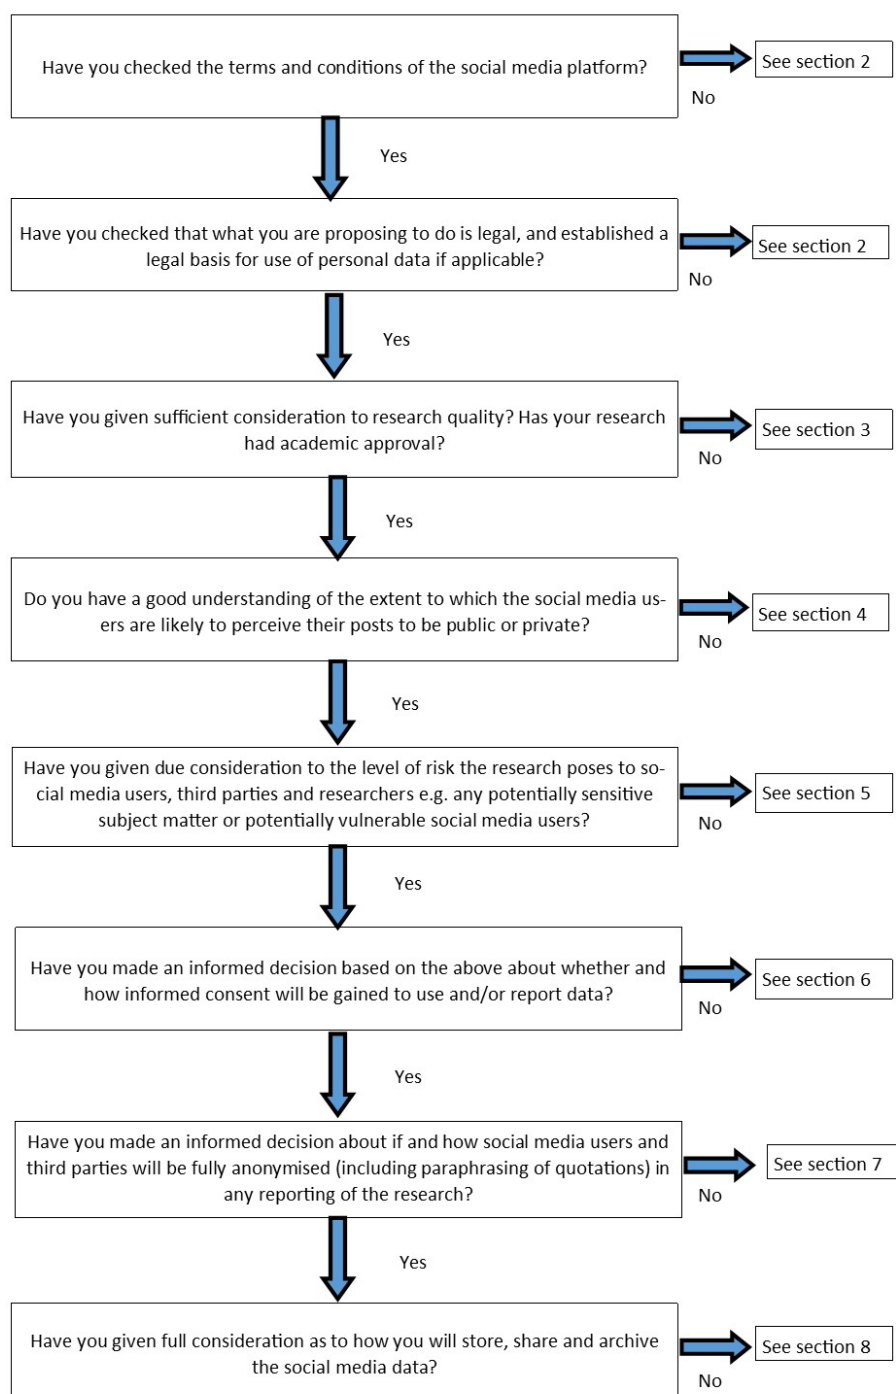 Have you checked the terms and conditions of the social media platform?
See section 2
No
Yes
Have you checked that what you are proposing to do is legal, and established a
legal basis for use of personal data if applicable?
See section 2
No
Yes
Have you given sufficient consideration to research quality? Has your research
had academic approval?
See section 3
No
Yes
Do you have a good understanding of the extent to which the social media us-
ers are likely to perceive their posts to be public or private?
See section 4
No
Yes
Have you given due consideration to the level of risk the research poses to so-
cial media users, third parties and researchers e.g. any potentially sensitive
subject matter or potentially vulnerable social media users?
See section 5
No
Yes
Have you made an informed decision based on the above about whether and
how informed consent will be gained to use and/or report data?
See section 6
No
Yes
Have you made an informed decision about if and how social media users and
third parties will be fully anonymised (including paraphrasing of quotations) in
any reporting of the research?
See section 7
No
Yes
Have you given full consideration as to how you will store, share and archive
the social media data?
See section 8
No